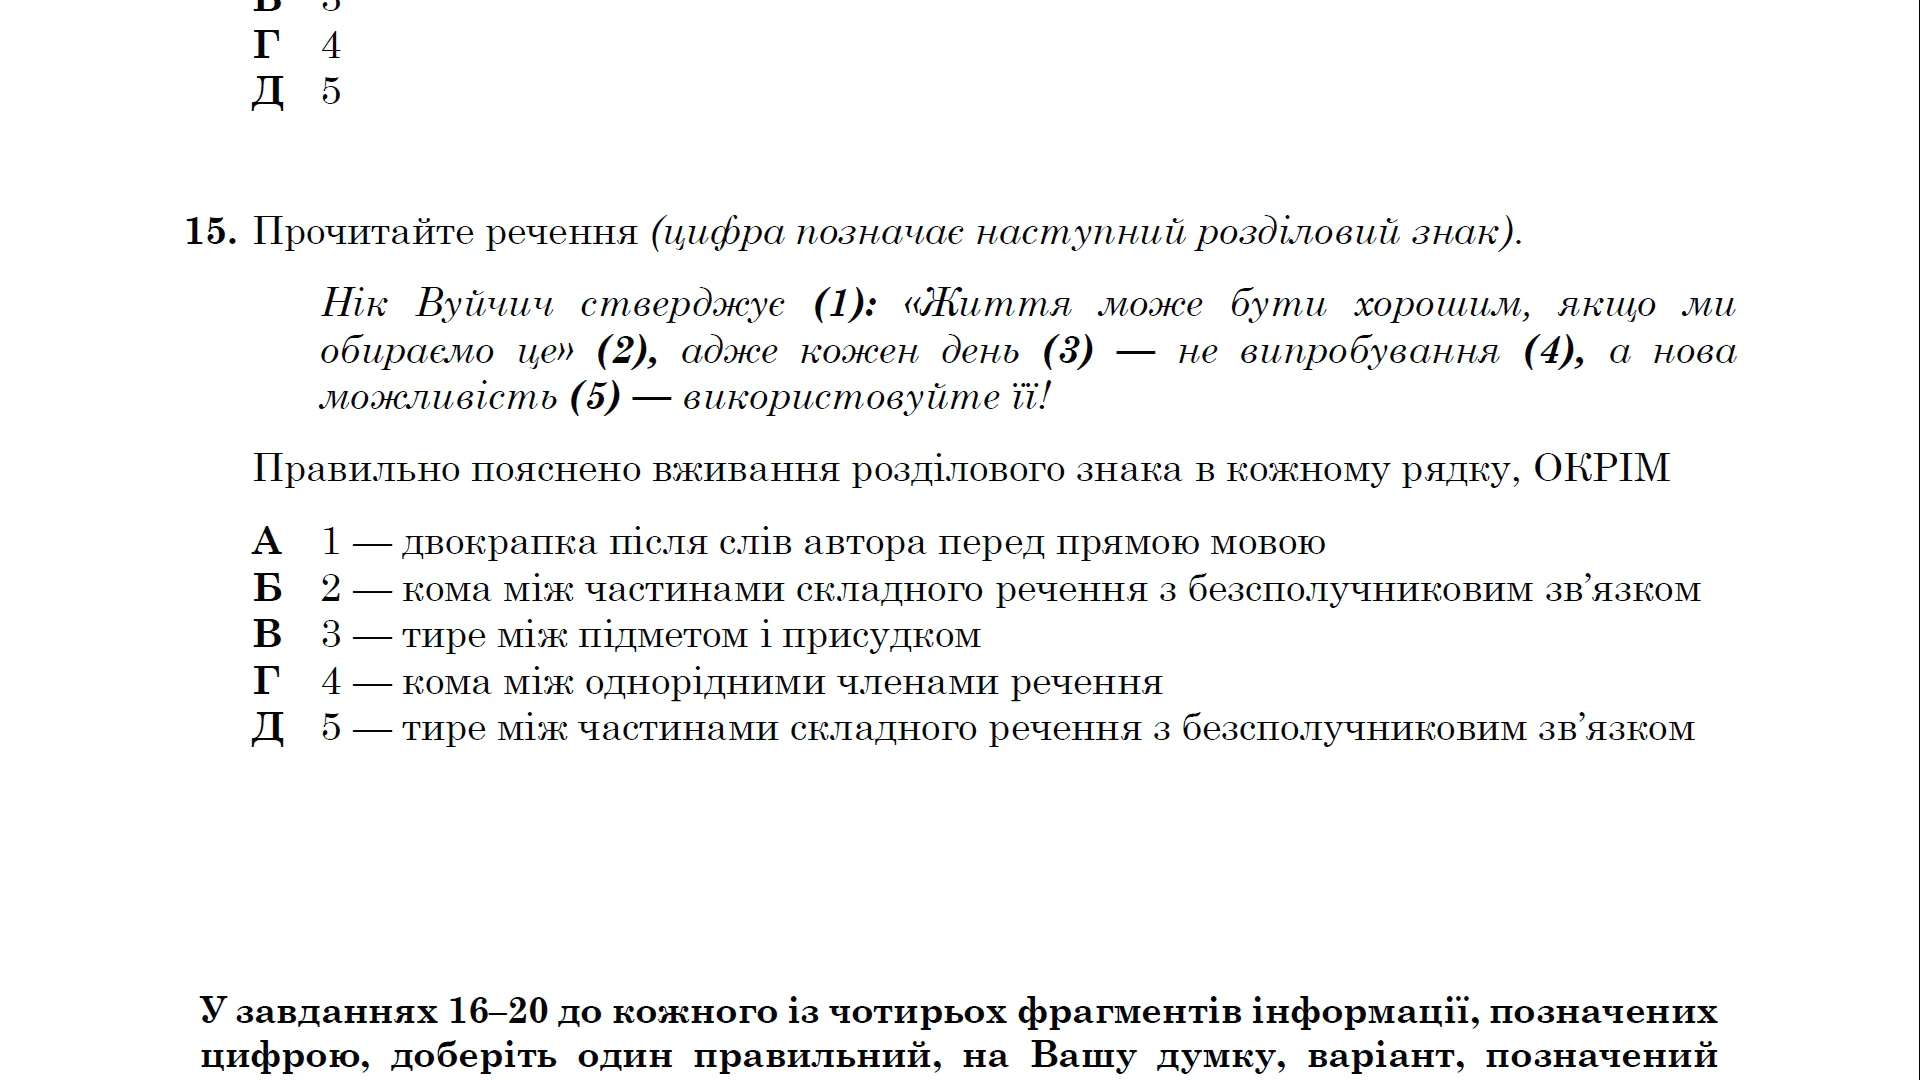 В 3
Г 4
Д 5
15. Прочитайте речення (цифра позначає наступний розділовий знак).
Нік Вуйчич стверджує (1): «Життя може бути хорошим, якщо ми
обираємо це» (2), адже кожен день (3) — не випробування (4), а нова
можливість (5) — використовуйте її!
Правильно пояснено вживання розділового знака в кожному рядку, ОКРІМ
А 1 — двокрапка після слів автора перед прямою мовою
Б 2 — кома між частинами складного речення з безсполучниковим зв’язком
В 3 — тире між підметом і присудком
Г 4 — кома між однорідними членами речення
Д 5 — тире між частинами складного речення з безсполучниковим зв’язком
У завданнях 16–20 до кожного із чотирьох фрагментів інформації, позначених
цифрою, доберіть один правильний, на Вашу думку, варіант, позначений